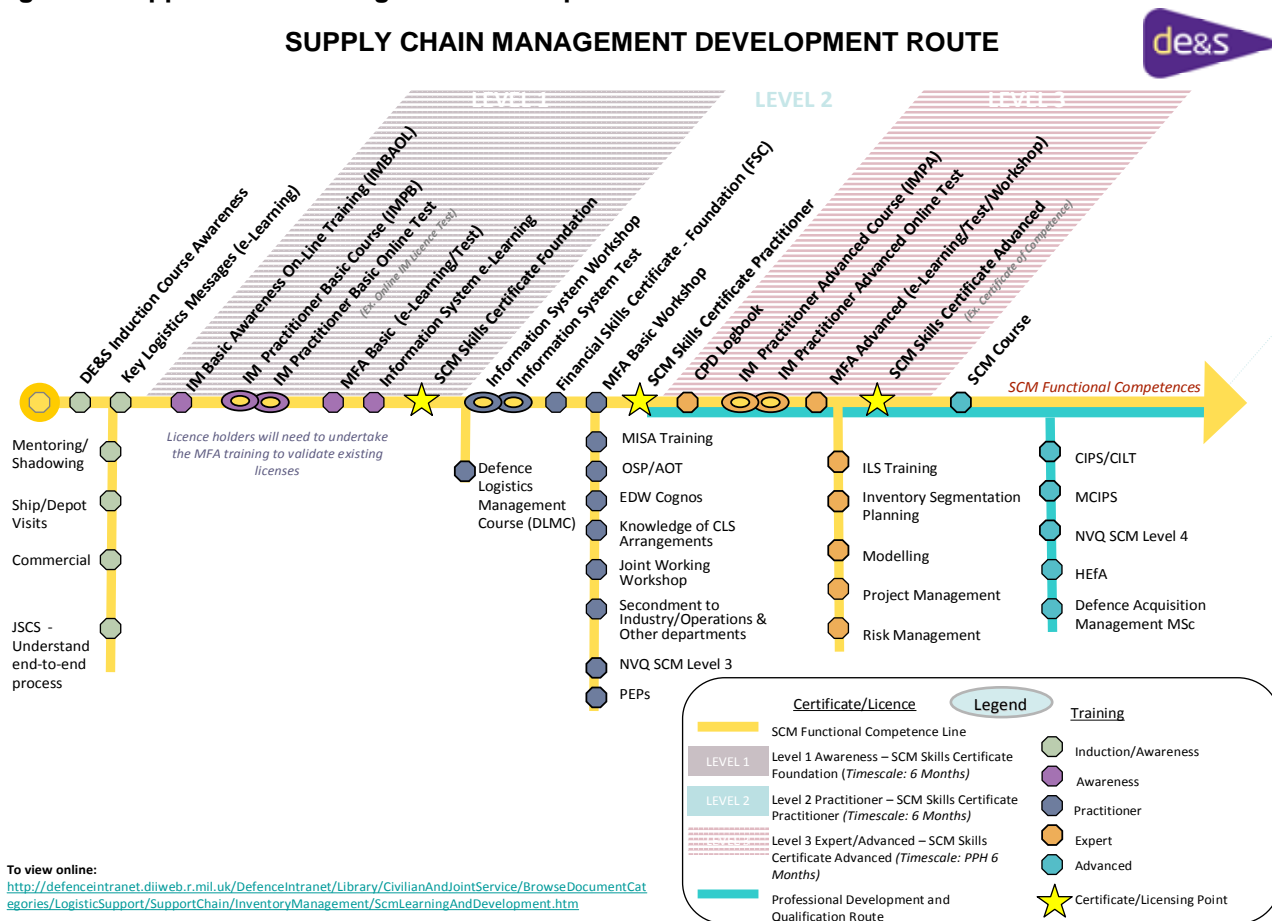 SUPPLY CHAIN MANAGEMENT DEVELOPMENT ROUTE
de&s
LEVEL 1
LEVEL 2
LEVEL 3
DE&S Induction Course Awareness
Key Logistics Messages (e-Learning)
IM Basic Awareness On-Line Training (IMBAOL)
IM Practitioner Basic Course (IMPB)
IM Practitioner Basic Online Test
(Ex. Online IM Licence Test)
MFA Basic (e-Learning/Test)
Information System e-Learning
SCM Skills Certificate Foundation
Information System Workshop
Information System Test
Financial Skills Certificate - Foundation (FSC)
MFA Basic Workshop
SCM Skills Certificate Practitioner
CPD Logbook
IM Practitioner Advanced Course (IMPA)
IM Practitioner Advanced Online Test
MFA Advanced (e-Learning/Test/Workshop)
SCM Skills Certificate Advanced
(Ex. Certificate of Competence)
SCM Course
SCM Functional Competences
Licence holders will need to undertake
the MFA training to validate existing
licenses
Mentoring/
Shadowing
Ship/Depot
Visits
Commercial
JSCS -
Understand
end-to-end
process
Defence
Logistics
Management
Course (DLMC)
MISA Training
OSP/AOT
EDW Cognos
Knowledge of CLS
Arrangements
Joint Working
Workshop
Secondment to
Industry/Operations &
Other departments
NVQ SCM Level 3
PEPs
ILS Training
Inventory Segmentation
Planning
Modelling
Project Management
Risk Management
CIPS/CILT
MCIPS
NVQ SCM Level 4
HEfA
Defence Acquisition
Management MSc
Legend
Certificate/Licence
SCM Functional Competence Line
LEVEL 1
Level 1 Awareness – SCM Skills Certificate
Foundation (Timescale: 6 Months)
LEVEL 2
Level 2 Practitioner – SCM Skills Certificate
Practitioner (Timescale: 6 Months)
Level 3 Expert/Advanced – SCM Skills
Certificate Advanced (Timescale: PPH 6
Months)
Professional Development and
Qualification Route
Training
Induction/Awareness
Awareness
Practitioner
Expert
Advanced
Certificate/Licensing Point
To view online:
http://defenceintranet.diiweb.r.mil.uk/DefenceIntranet/Library/CivilianAndJointService/BrowseDocumentCat
egories/LogisticSupport/SupportChain/InventoryManagement/ScmLearningAndDevelopment.htm